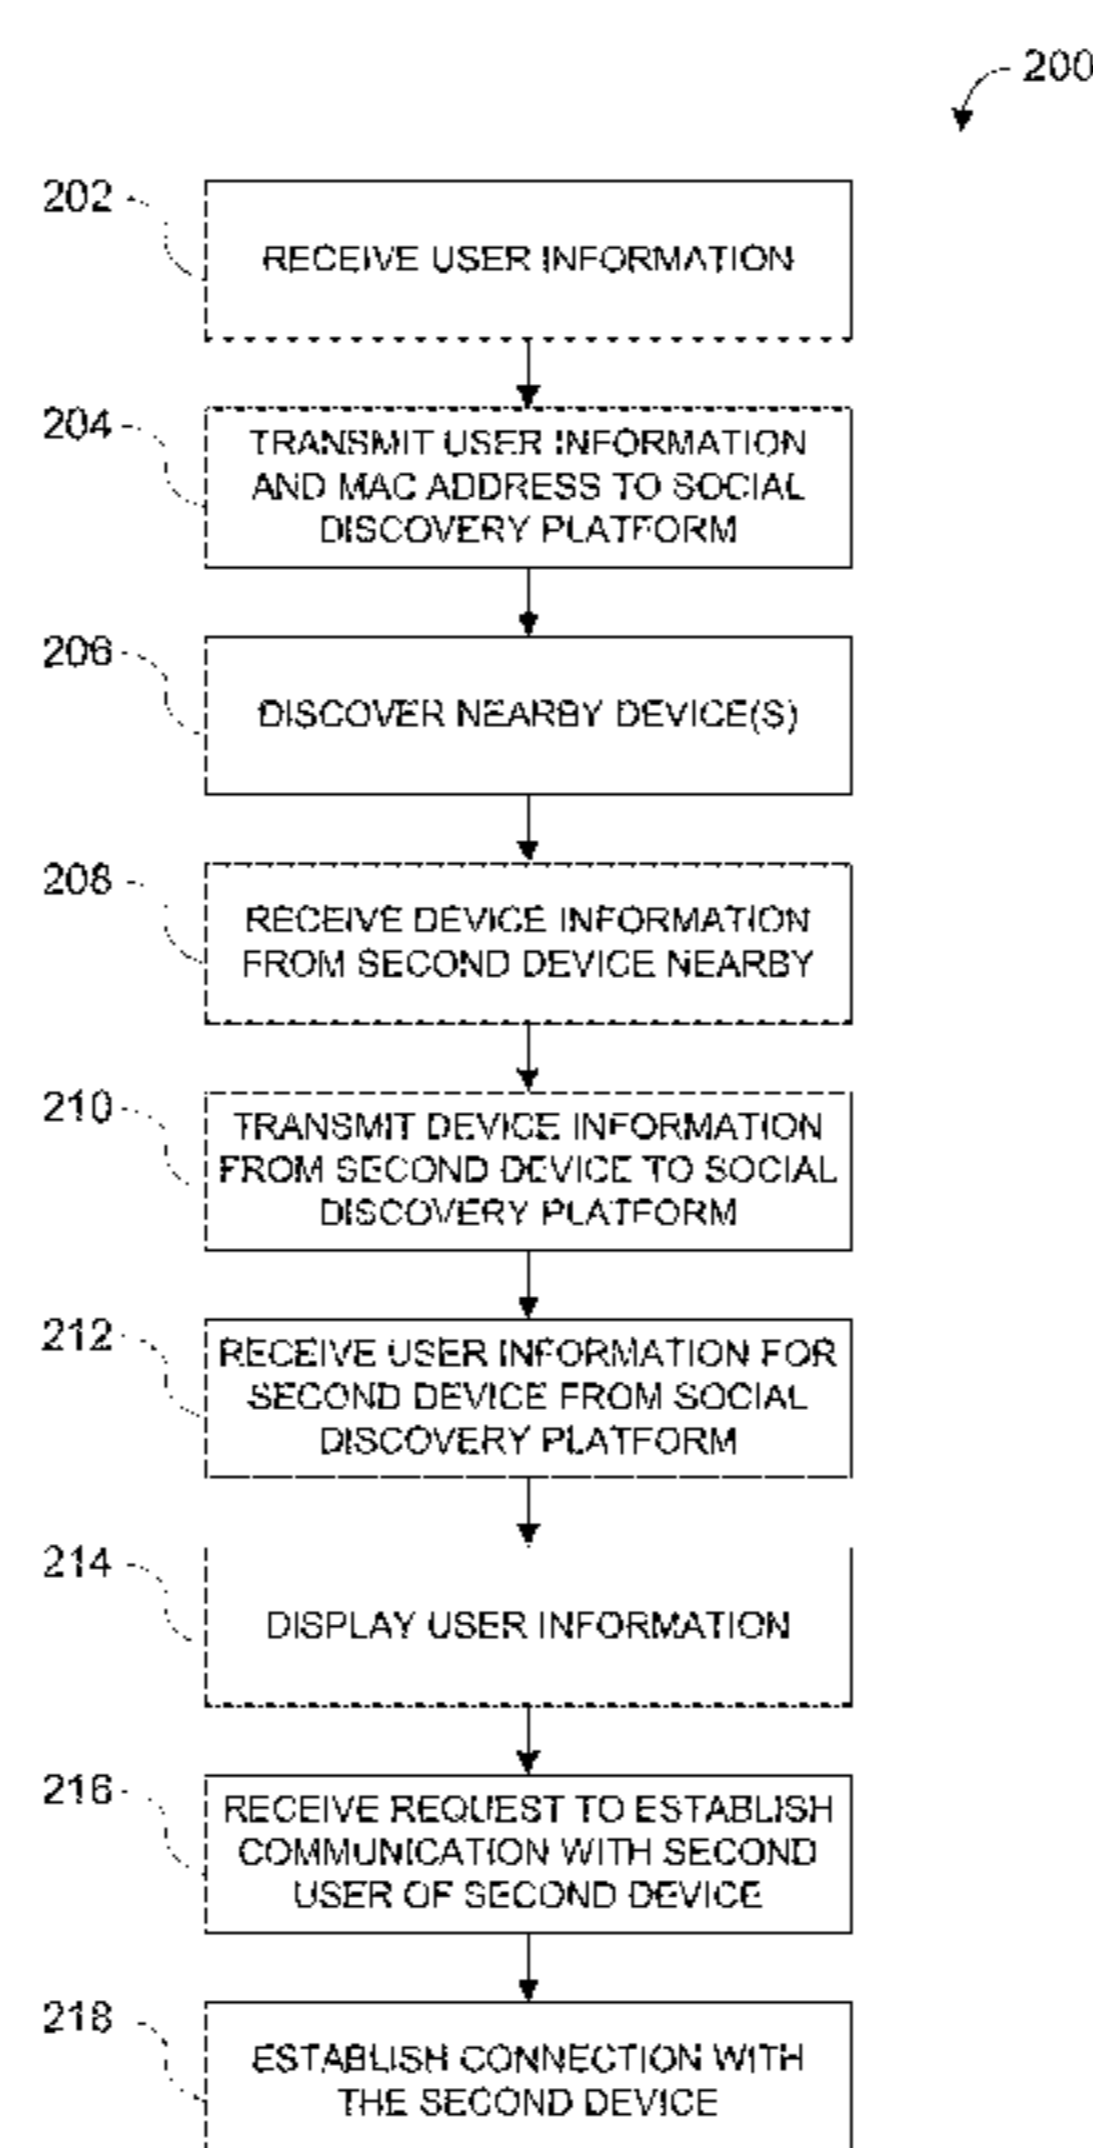 200
202
RECEIVE USER INFORMATION
204
TRANSMIT USER INFORMATION
AND MAC ADDRESS TO SOCIAL
DISCOVERY PLATFORM
206
DISCOVER NEARBY DEVICE(S)
208
RECEIVE DEVICE INFORMATION
FROM SECOND DEVICE NEARBY
210
TRANSMIT DEVICE INFORMATION
FROM SECOND DEVICE TO SOCIAL
DISCOVERY PLATFORM
212
RECEIVE USER INFORMATION FOR
SECOND DEVICE FROM SOCIAL
DISCOVERY PLATFORM
214
DISPLAY USER INFORMATION
216
RECEIVE REQUEST TO ESTABLISH
COMMUNICATION WITH SECOND
USER OF SECOND DEVICE
218
ESTABLISH CONNECTION WITH
THE SECOND DEVICE